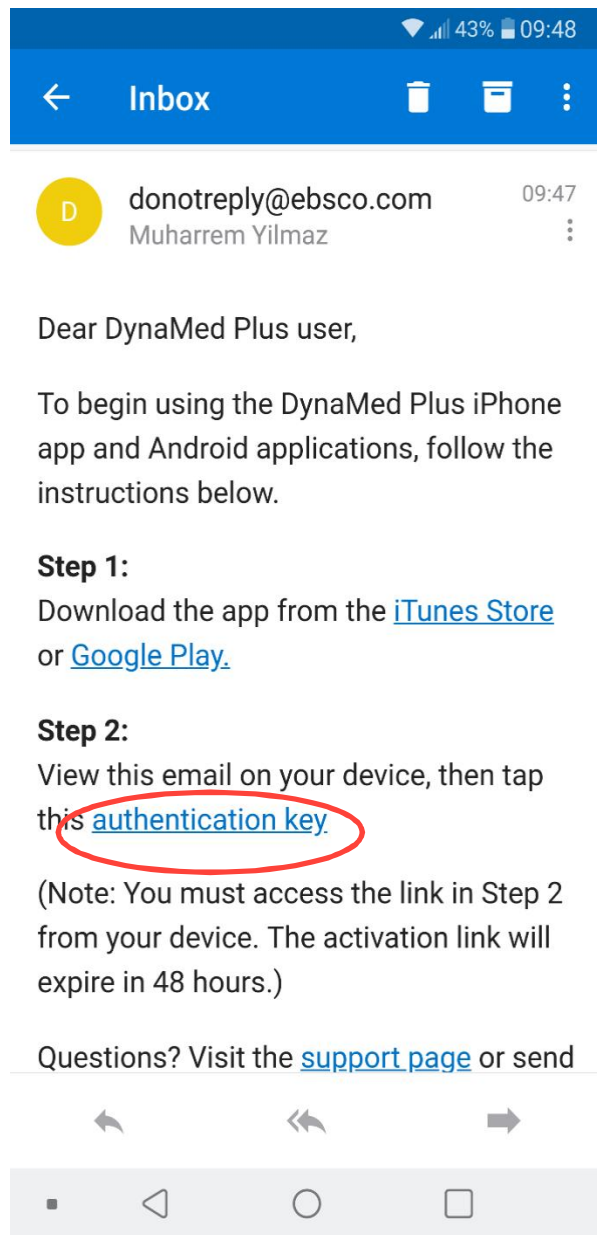 43% 09:48
Inbox
D
donotreply@ebsco.com 09:47
Muharrem Yilmaz
Dear DynaMed Plus user,
To begin using the DynaMed Plus iPhone
app and Android applications, follow the
instructions below.
Step 1:
Download the app from the iTunes Store
or Google Play.
Step 2:
View this email on your device, then tap
this authentication key
(Note: You must access the link in Step 2
from your device. The activation link will
expire in 48 hours.)
Questions? Visit the support page or send